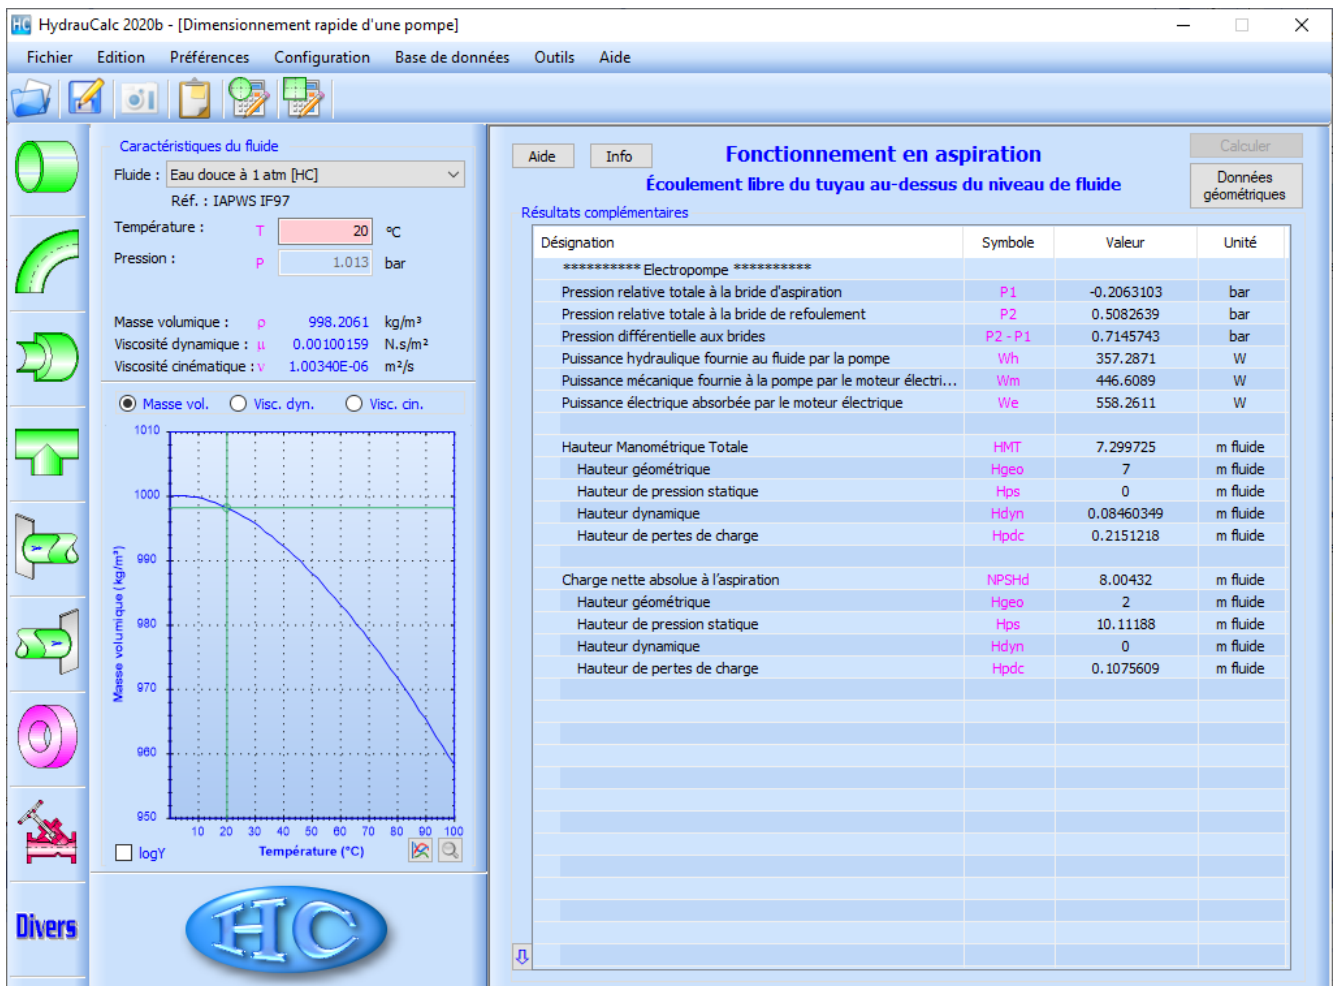 HydrauCalc 2020b - [Dimensionnement rapide d'une pompe]
Fichier Edition Préférences Configuration Base de données Outils Aide
Caractéristiques du fluide
Fluide : Eau douce à 1 atm [HC]
Réf. : IAPWS IF97
Température : T 20 °C
Pression : P 1.013 bar
Masse volumique : ρ 998.2061 kg/m³
Viscosité dynamique : μ 0.00100159 N.s/m²
Viscosité cinématique : ν 1.00340E-06 m²/s
Masse vol. Visc. dyn. Visc. cin.
1010
1000
990
980
970
960
950
Masse volumique (kg/m³)
10 20 30 40 50 60 70 80 90 100
logY Température (°C)
HC
Divers
Aide Info Fonctionnement en aspiration Calculer
Écoulement libre du tuyau au-dessus du niveau de fluide
Données géométriques
Résultats complémentaires
Désignation Symbole Valeur Unité
********** Electropompe **********
Pression relative totale à la bride d'aspiration P1 -0.2063103 bar
Pression relative totale à la bride de refoulement P2 0.5082639 bar
Pression différentielle aux brides P2 - P1 0.7145743 bar
Puissance hydraulique fournie au fluide par la pompe Wh 357.2871 W
Puissance mécanique fournie à la pompe par le moteur électri... Wm 446.6089 W
Puissance électrique absorbée par le moteur électrique We 558.2611 W
Hauteur Manométrique Totale HMT 7.299725 m fluide
Hauteur géométrique Hgeo 7 m fluide
Hauteur de pression statique Hps 0 m fluide
Hauteur dynamique Hdyn 0.08460349 m fluide
Hauteur de pertes de charge Hpdc 0.2151218 m fluide
Charge nette absolue à l'aspiration NPSHd 8.00432 m fluide
Hauteur géométrique Hgeo 2 m fluide
Hauteur de pression statique Hps 10.11188 m fluide
Hauteur dynamique Hdyn 0 m fluide
Hauteur de pertes de charge Hpdc 0.1075609 m fluide